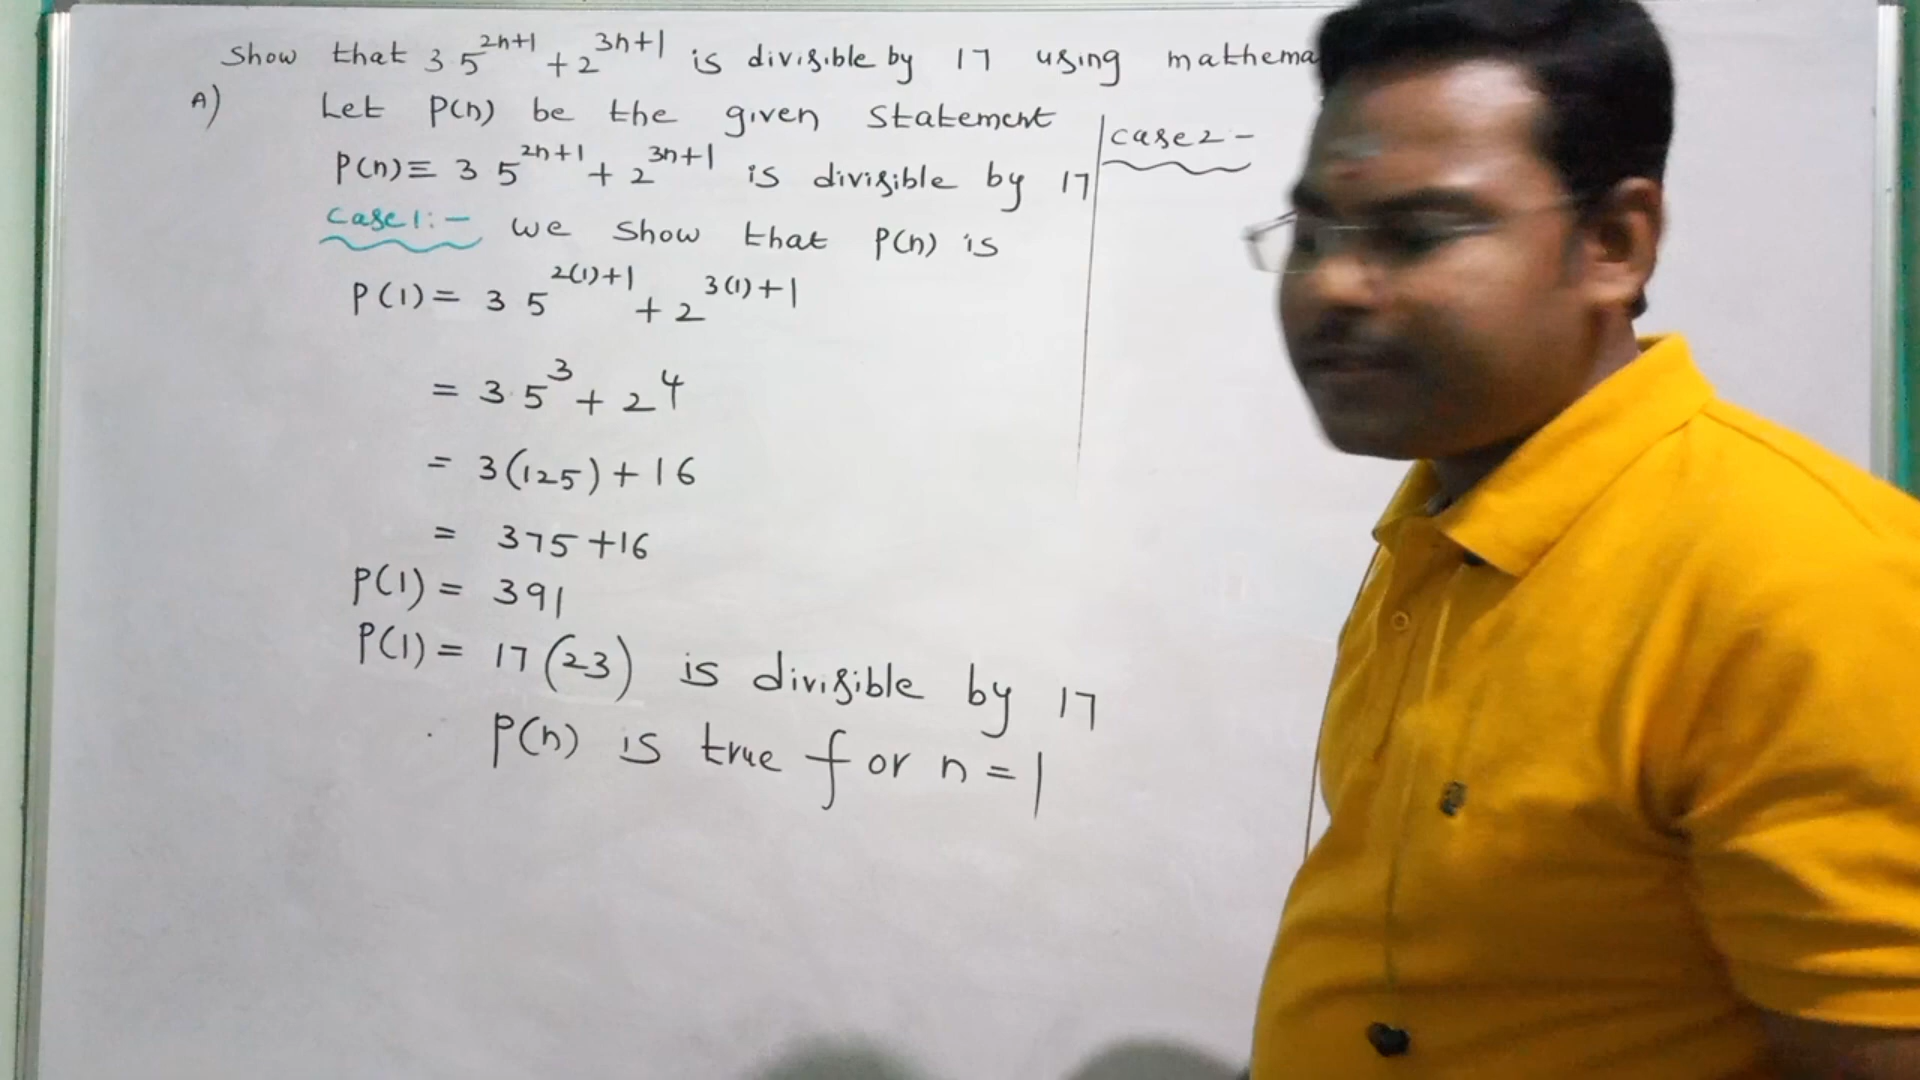 Show that 3·5^{2n+1} + 2^{3n+1} is divisible by 17 using mathema
A) Let P(n) be the given statement
P(n) ≡ 3 5^{2n+1} + 2^{3n+1} is divisible by 17
case 1:- we show that P(n) is
P(1) = 3 5^{2(1)+1} + 2^{3(1)+1}
= 3·5^3 + 2^4
= 3(125) + 16
= 375 + 16
P(1) = 391
P(1) = 17(23) is divisible by 17
P(n) is true for n = 1
case 2 -